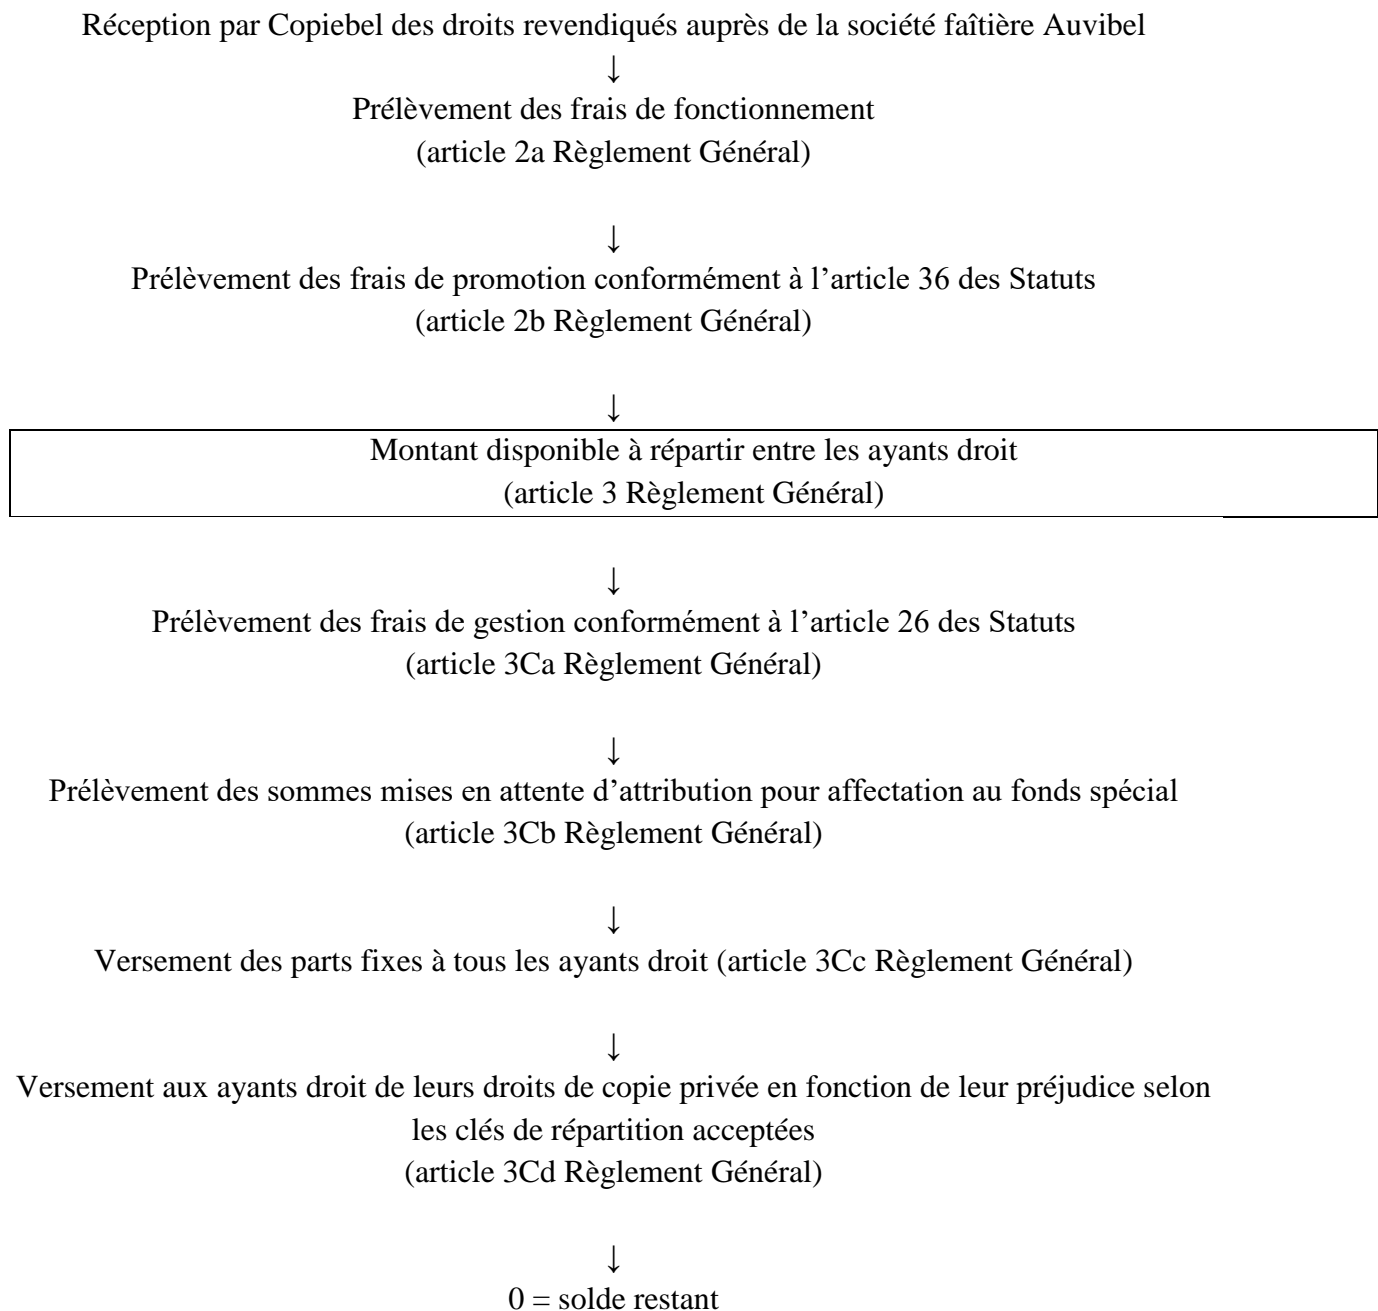 Réception par Copiebel des droits revendiqués auprès de la société faîtière Auvibel
↓
Prélèvement des frais de fonctionnement
(article 2a Règlement Général)
↓
Prélèvement des frais de promotion conformément à l’article 36 des Statuts
(article 2b Règlement Général)
↓
Montant disponible à répartir entre les ayants droit
(article 3 Règlement Général)
↓
Prélèvement des frais de gestion conformément à l’article 26 des Statuts
(article 3Ca Règlement Général)
↓
Prélèvement des sommes mises en attente d’attribution pour affectation au fonds spécial
(article 3Cb Règlement Général)
↓
Versement des parts fixes à tous les ayants droit (article 3Cc Règlement Général)
↓
Versement aux ayants droit de leurs droits de copie privée en fonction de leur préjudice selon
les clés de répartition acceptées
(article 3Cd Règlement Général)
↓
0 = solde restant